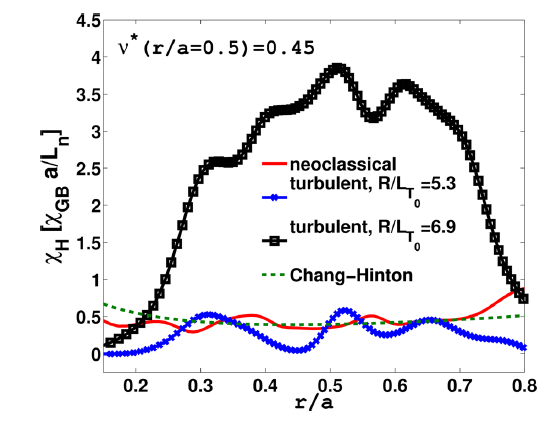 4.5
4
3.5
3
2.5
2
1.5
1
0.5
0
χH [χGB a/Ln]
ν*(r/a=0.5)=0.45
neoclassical
turbulent, R/LT0=5.3
turbulent, R/LT0=6.9
Chang−Hinton
0.2 0.3 0.4 0.5 0.6 0.7 0.8
r/a